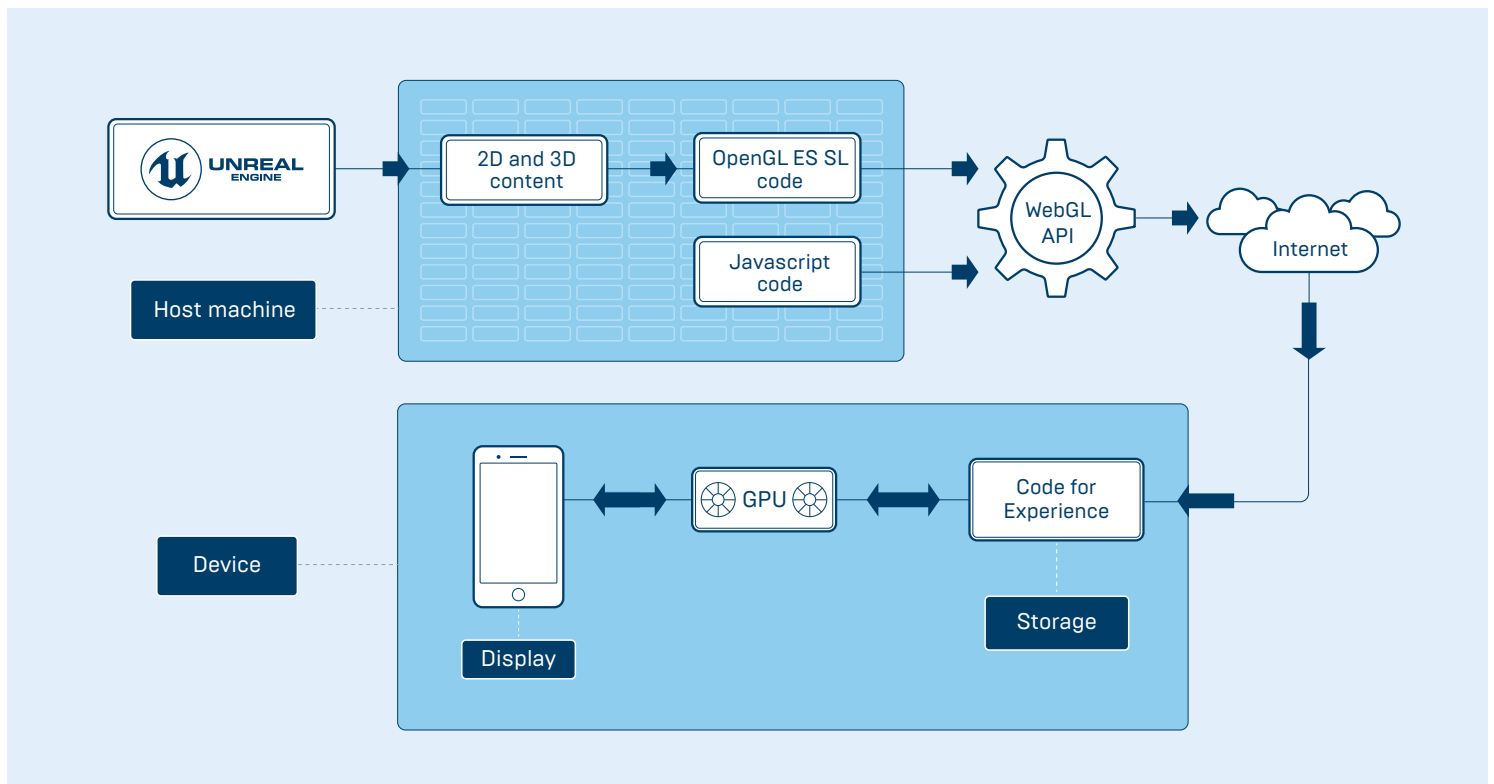 UNREAL
ENGINE
2D and 3D
content
OpenGL ES SL
code
WebGL
API
Internet
Javascript
code
Host machine
GPU
Code for
Experience
Device
Storage
Display